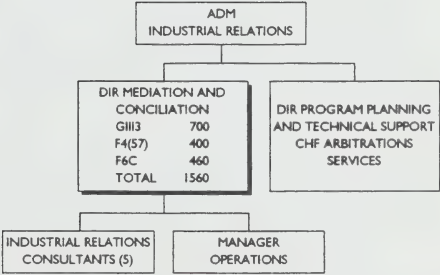 ADM
INDUSTRIAL RELATIONS
DIR MEDIATION AND
CONCILIATION
GIII3 700
F4(57) 400
F6C 460
TOTAL 1560
DIR PROGRAM PLANNING
AND TECHNICAL SUPPORT
CHF ARBITRATIONS
SERVICES
INDUSTRIAL RELATIONS
CONSULTANTS (5)
MANAGER
OPERATIONS